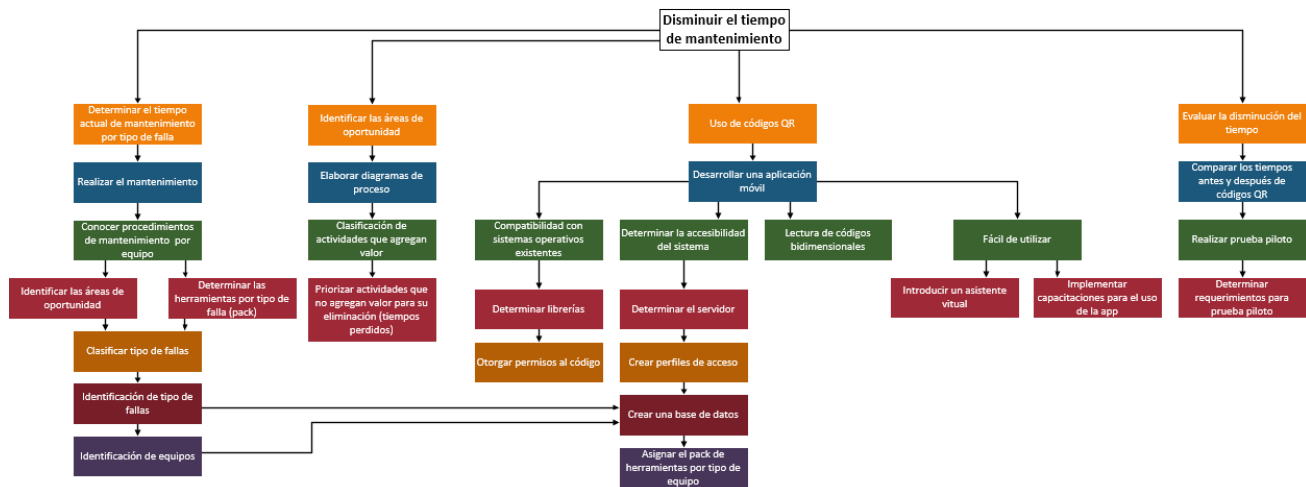 Disminuir el tiempo
de mantenimiento
Determinar el tiempo
actual de mantenimiento
por tipo de falla
Identificar las áreas de
oportunidad
Uso de códigos QR
Evaluar la disminución del
tiempo
Realizar el mantenimiento
Elaborar diagramas de
proceso
Desarrollar una aplicación
móvil
Comparar los tiempos
antes y después de
códigos QR
Conocer procedimientos
de mantenimiento por
equipo
Clasificación de
actividades que agregan
valor
Compatibilidad con
sistemas operativos
existentes
Determinar la accesibilidad
del sistema
Lectura de códigos
bidimensionales
Fácil de utilizar
Realizar prueba piloto
Identificar las áreas de
oportunidad
Determinar las
herramientas por tipo de
falla (pack)
Priorizar actividades que
no agregan valor para su
eliminación (tiempos
perdidos)
Determinar librerías
Determinar el servidor
Introducir un asistente
vitual
Implementar
capacitaciones para el uso
de la app
Determinar
requerimientos para
prueba piloto
Clasificar tipo de fallas
Otorgar permisos al código
Crear perfiles de acceso
Identificación de tipo de
fallas
Crear una base de datos
Identificación de equipos
Asignar el pack de
herramientas por tipo de
equipo